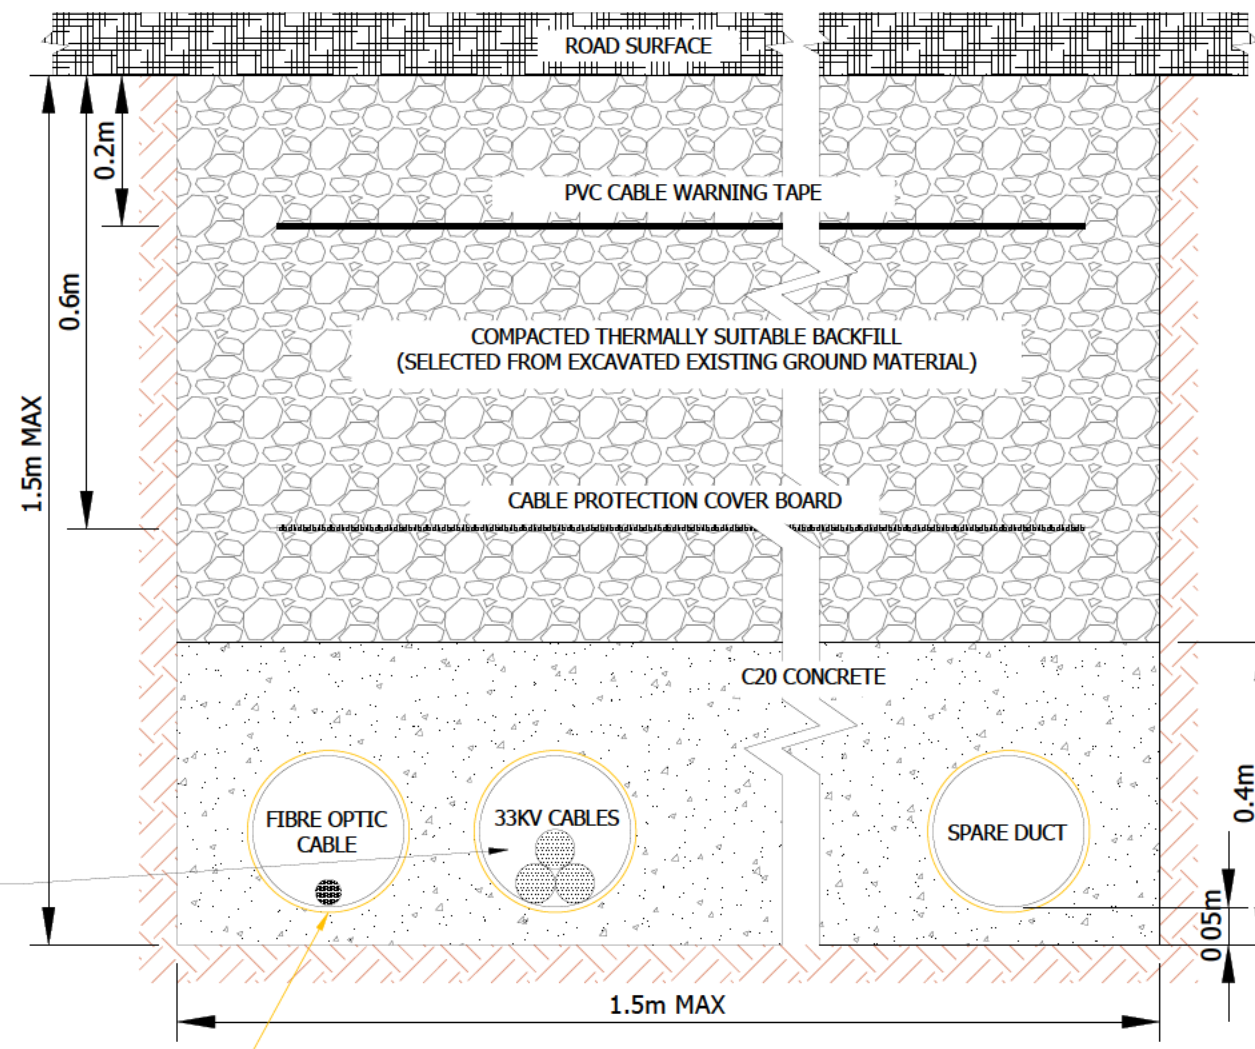 ROAD SURFACE
0.2m
PVC CABLE WARNING TAPE
0.6m
COMPACTED THERMALLY SUITABLE BACKFILL
(SELECTED FROM EXCAVATED EXISTING GROUND MATERIAL)
1.5m MAX
CABLE PROTECTION COVER BOARD
C20 CONCRETE
FIBRE OPTIC
CABLE
33KV CABLES
SPARE DUCT
0.4m
0.05m
1.5m MAX